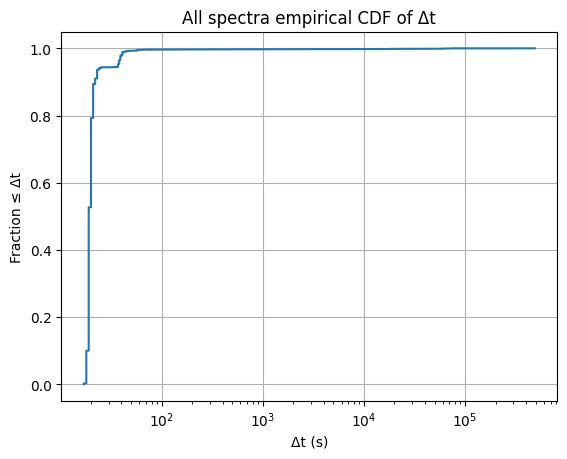 All spectra empirical CDF of Δt
Fraction ≤ Δt
1.0
0.8
0.6
0.4
0.2
0.0
10² 10³ 10⁴ 10⁵
Δt (s)